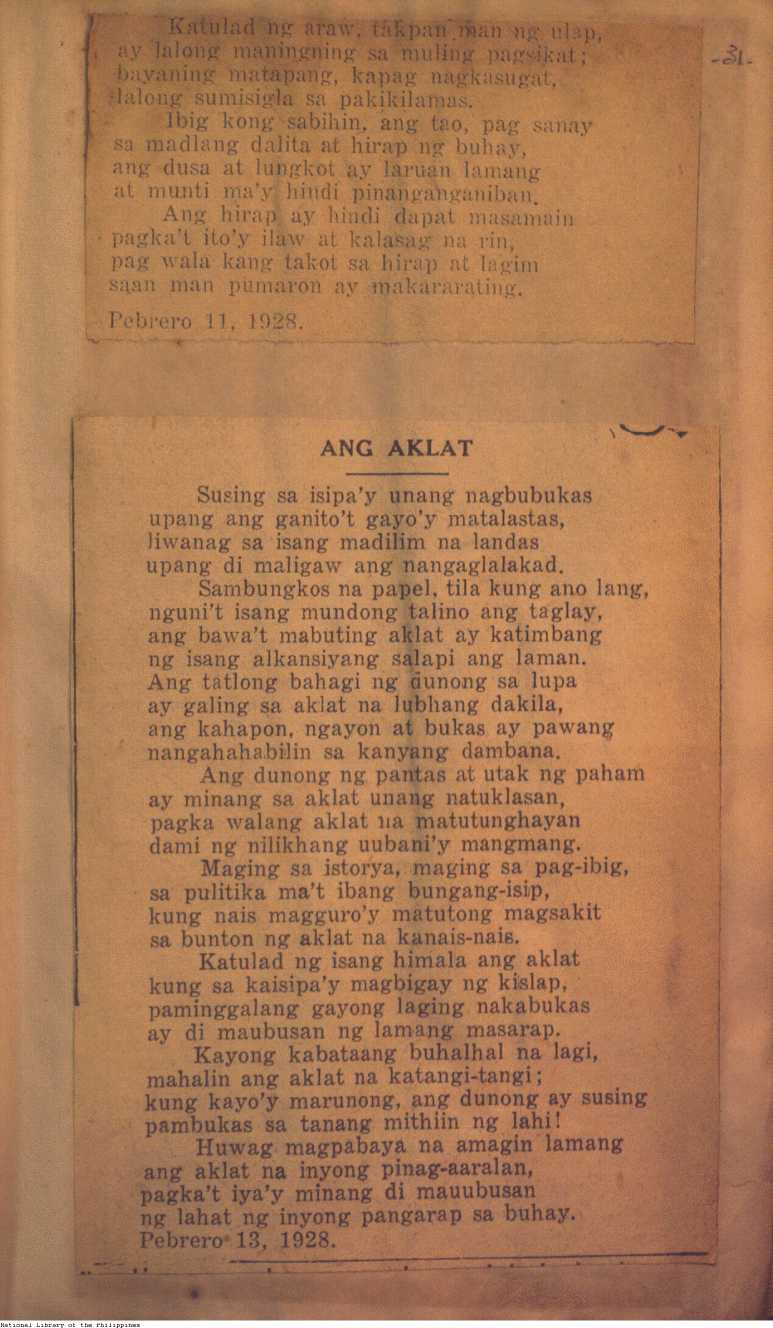 Katulad ng araw, takpan man ng ulap,
ay lalong maningning sa muling pagsikat;
bayaning matapang, kapag nagkasugat,
lalong sumisigla sa pakikilamas.
Ibig kong sabihin, ang tao, pag sanay
sa madlang dalita at hirap ng buhay,
ang dusa at lungkot ay laruan lamang
at munti ma'y hindi pinanganganiban.
Ang hirap ay hindi dapat masamain
pagka't ito'y ilaw at kalasag na rin,
pag wala kang takot sa hirap at lagim
saan man pumaron ay makararating.
Pebrero 11, 1928.
-31-
ANG AKLAT
Susing sa isipa'y unang nagbubukas
upang ang ganito't gayo'y matalastas,
liwanag sa isang madilim na landas
upang di maligaw ang nangaglalakad.
Sambungkos na papel, tila kung ano lang,
nguni't isang mundong talino ang taglay,
ang bawa't mabuting aklat ay katimbang
ng isang alkansiyang salapi ang laman.
Ang tatlong bahagi ng dunong sa lupa
ay galing sa aklat na lubhang dakila,
ang kahapon, ngayon at bukas ay pawang
nangahahabilin sa kanyang dambana.
Ang dunong ng pantas at utak ng paham
ay minang sa aklat unang natuklasan,
pagka walang aklat na matutunghayan
dami ng nilikhang uubani'y mangmang.
Maging sa istorya, maging sa pag-ibig,
sa pulitika ma't ibang bungang-isip,
kung nais magguro'y matutong magsakit
sa bunton ng aklat na kanais-nais.
Katulad ng isang himala ang aklat
kung sa kaisipa'y magbigay ng kislap,
paminggalang gayong laging nakabukas
ay di maubusan ng lamang masarap.
Kayong kabataang buhalhal na lagi,
mahalin ang aklat na katangi-tangi;
kung kayo'y marunong, ang dunong ay susing
pambukas sa tanang mithiin ng lahi!
Huwag magpabaya na amagin lamang
ang aklat na inyong pinag-aaralan,
pagka't iya'y minang di mauubusan
ng lahat ng inyong pangarap sa buhay.
Pebrero 13, 1928.
National Library of the Philippines